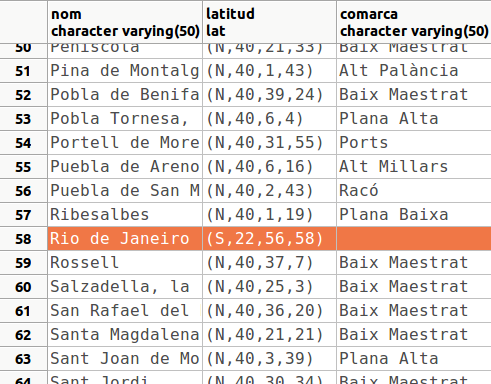 nom latitud comarca
character varying(50) lat character varying(50)
50 Peníscola (N,40,21,33) Baix Maestrat
51 Pina de Montalg (N,40,1,43) Alt Palància
52 Pobla de Benifa (N,40,39,24) Baix Maestrat
53 Pobla Tornesa, (N,40,6,4) Plana Alta
54 Portell de More (N,40,31,55) Ports
55 Puebla de Areno (N,40,6,16) Alt Millars
56 Puebla de San M (N,40,2,43) Racó
57 Ribesalbes (N,40,1,19) Plana Baixa
58 Rio de Janeiro (S,22,56,58)
59 Rossell (N,40,37,7) Baix Maestrat
60 Salzadella, la (N,40,25,3) Baix Maestrat
61 San Rafael del (N,40,36,20) Baix Maestrat
62 Santa Magdalena (N,40,21,21) Baix Maestrat
63 Sant Joan de Mo (N,40,3,39) Plana Alta
64 Sant Jordi (N,40,30,34) Baix Maestrat